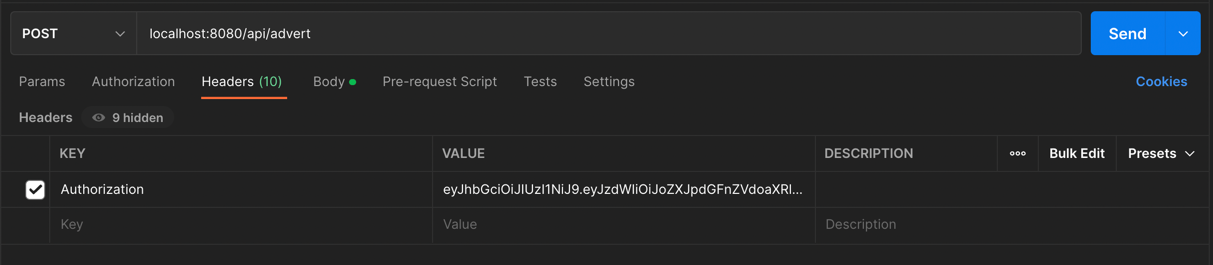 POST localhost:8080/api/advert Send
Params Authorization Headers (10) Body Pre-request Script Tests Settings Cookies
Headers 9 hidden
KEY VALUE DESCRIPTION ooo Bulk Edit Presets
Authorization eyJhbGciOiJIUzI1NiJ9.eyJzdWIiOiJoZXJpdGFnZVdoaXRl...
Key Value Description